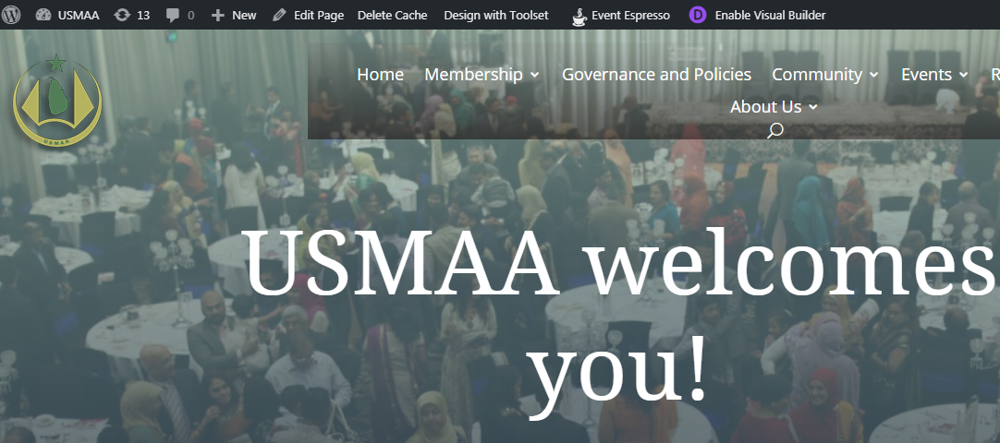 USMAA 13 0 New Edit Page Delete Cache Design with Toolset Event Espresso D Enable Visual Builder
Home Membership Governance and Policies Community Events R
About Us
USMAA
USMAA welcomes
you!